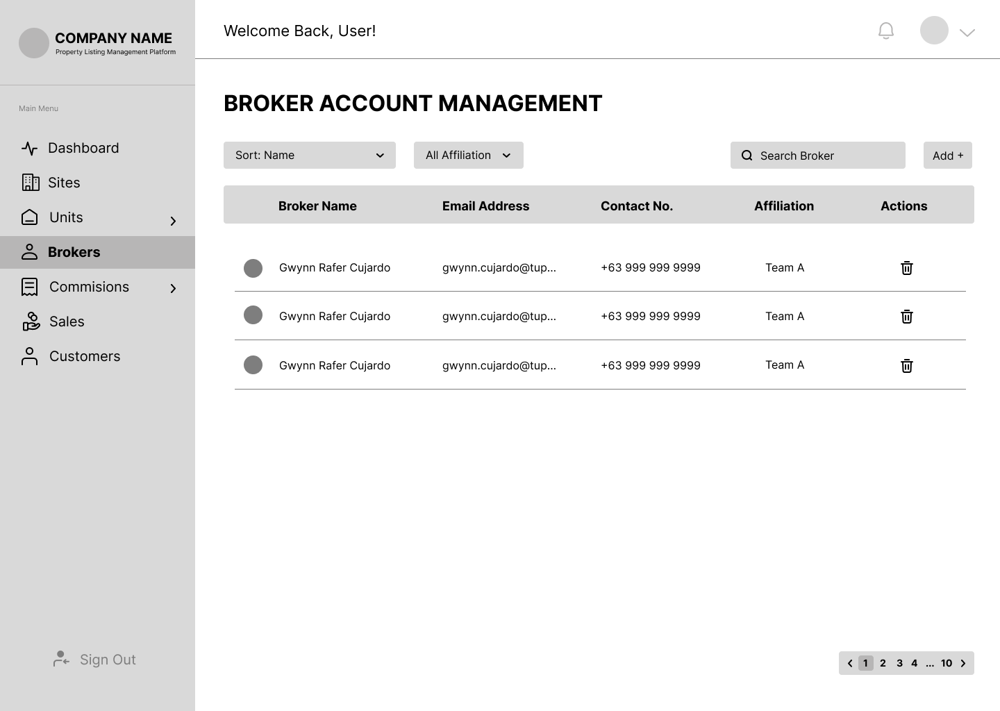 COMPANY NAME
Property Listing Management Platform
Main Menu
Dashboard
Sites
Units
Brokers
Commisions
Sales
Customers
Sign Out
Welcome Back, User!
BROKER ACCOUNT MANAGEMENT
Sort: Name
All Affiliation
Search Broker
Add +
Broker Name Email Address Contact No. Affiliation Actions
Gwynn Rafer Cujardo gwynn.cujardo@tup... +63 999 999 9999 Team A
Gwynn Rafer Cujardo gwynn.cujardo@tup... +63 999 999 9999 Team A
Gwynn Rafer Cujardo gwynn.cujardo@tup... +63 999 999 9999 Team A
1 2 3 4 ... 10